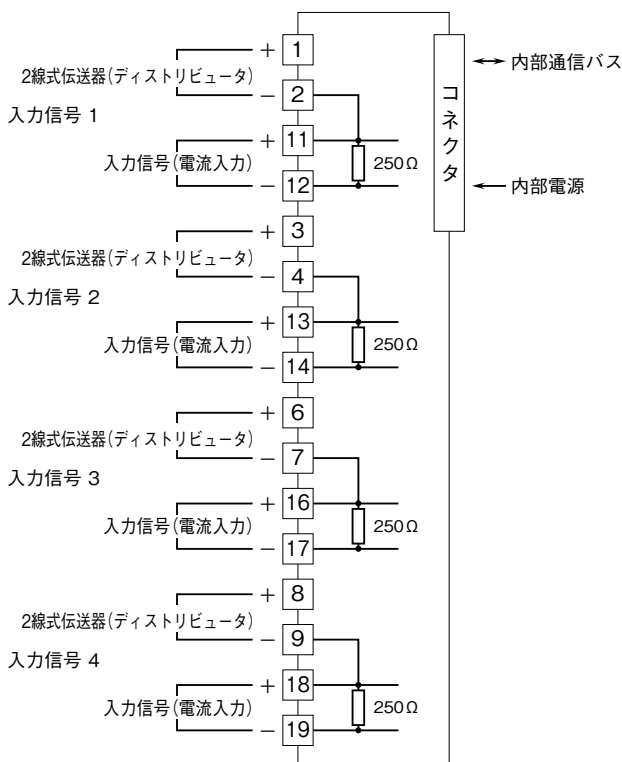 + 1
2線式伝送器(ディストリビュータ)
− 2
入力信号 1
+ 11
入力信号(電流入力)
250Ω
− 12
コネクタ
内部通信バス
内部電源
+ 3
2線式伝送器(ディストリビュータ)
− 4
入力信号 2
+ 13
入力信号(電流入力)
250Ω
− 14
+ 6
2線式伝送器(ディストリビュータ)
− 7
入力信号 3
+ 16
入力信号(電流入力)
250Ω
− 17
+ 8
2線式伝送器(ディストリビュータ)
− 9
入力信号 4
+ 18
入力信号(電流入力)
250Ω
− 19